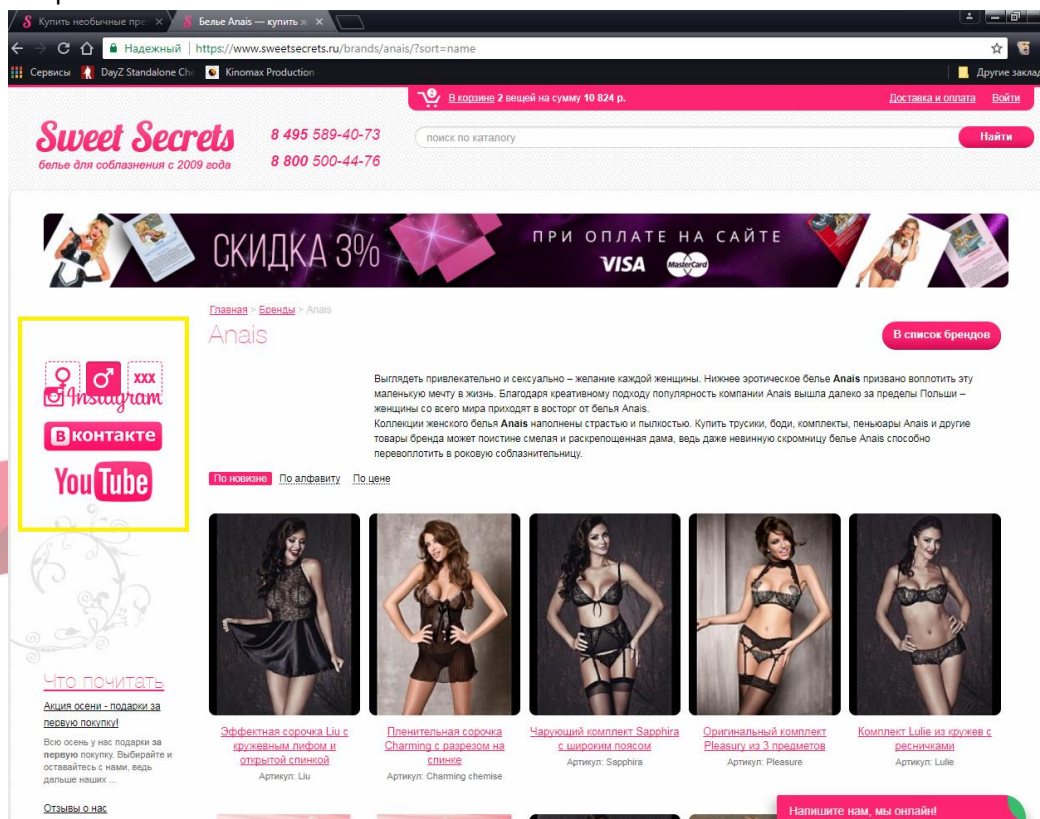 Купить необычные пре
Белье Anais — купить ж
Надежный https://www.sweetsecrets.ru/brands/anais/?sort=name
Сервисы DayZ Standalone Che Kinomax Production Другие заклад
2
В корзине 2 вещей на сумму 10 824 р. Доставка и оплата Войти
Sweet Secrets
белье для соблазнения с 2009 года
8 495 589-40-73
8 800 500-44-76
поиск по каталогу Найти
СКИДКА 3%
ПРИ ОПЛАТЕ НА САЙТЕ
VISA MasterCard
Главная > Бренды > Anais
Anais
В список брендов
xxx
Instagram
В контакте
YouTube
Выглядеть привлекательно и сексуально – желание каждой женщины. Нижнее эротическое белье Anais призвано воплотить эту
маленькую мечту в жизнь. Благодаря креативному подходу популярность компании Anais вышла далеко за пределы Польши –
женщины со всего мира приходят в восторг от белья Anais.
Коллекции женского белья Anais наполнены страстью и пылкостью. Купить трусики, боди, комплекты, пеньюары Anais и другие
товары бренда может поистине смелая и раскрепощенная дама, ведь даже невинную скромницу белье Anais способно
перевоплотить в роковую соблазнительницу.
По новизне По алфавиту По цене
Эффектная сорочка Liu с
кружевным лифом и
открытой спинкой
Артикул: Liu
Пленительная сорочка
Charming с разрезом на
спинке
Артикул: Charming chemise
Чарующий комплект Sapphira
с широким поясом
Артикул: Sapphira
Оригинальный комплект
Pleasury из 3 предметов
Артикул: Pleasure
Комплект Lulie из кружев с
ресничками
Артикул: Lulie
Что почитать
Акция осени - подарки за
первую покупку!
Всю осень у нас подарки за
первую покупку. Выбирайте и
оставайтесь с нами, ведь
дальше наших ...
Отзывы о нас
Напишите нам, мы онлайн!